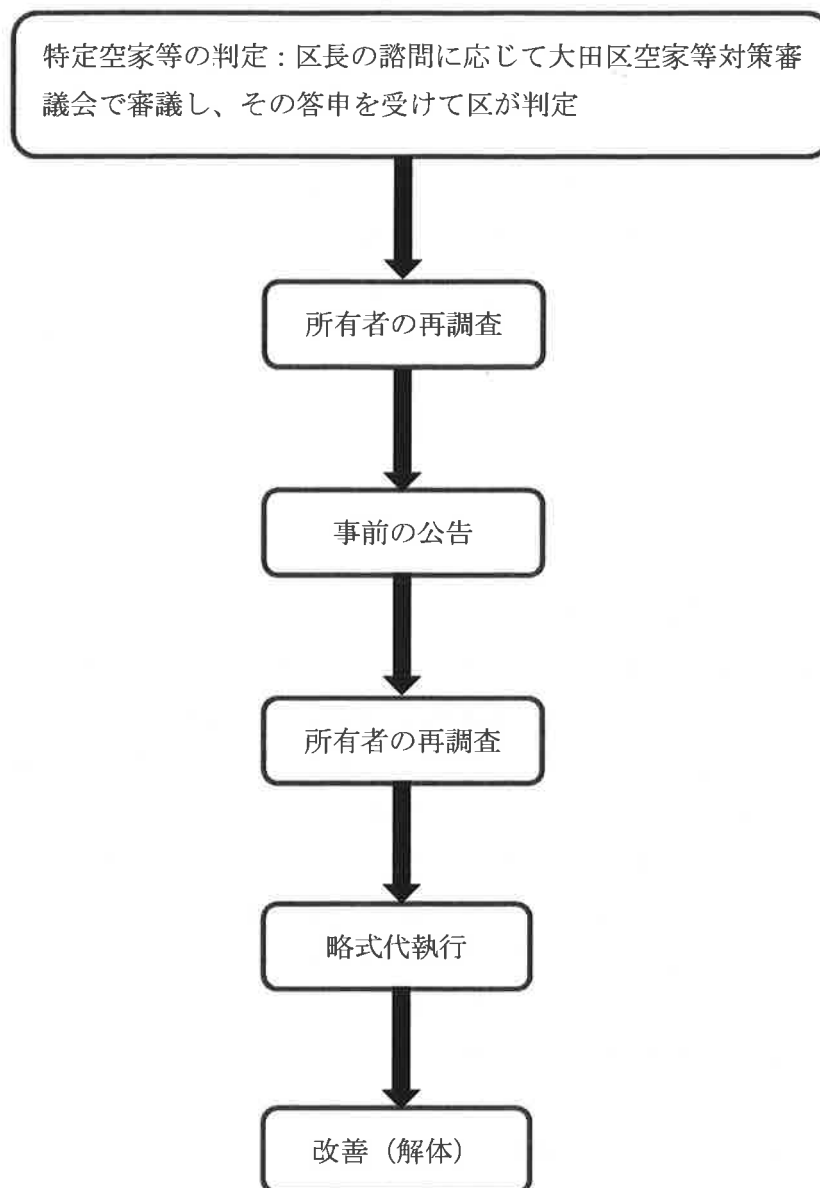 特定空家等の判定：区長の諮問に応じて大田区空家等対策審
議会で審議し、その答申を受けて区が判定
所有者の再調査
事前の公告
所有者の再調査
略式代執行
改善（解体）